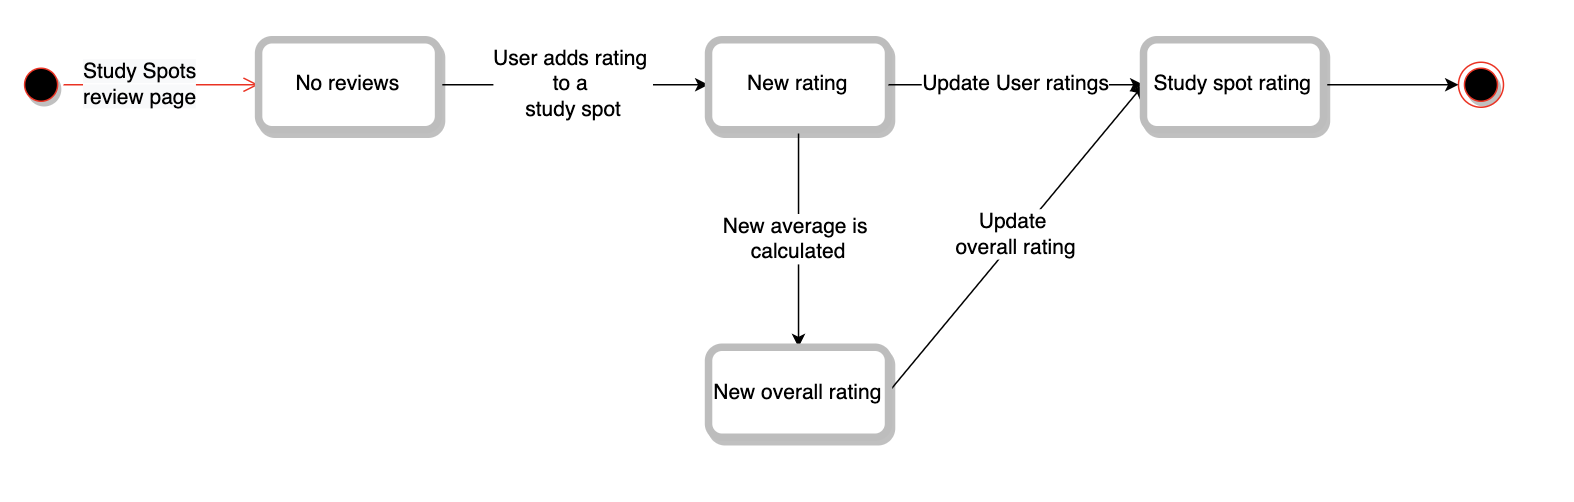 Study Spots
review page
No reviews
User adds rating
to a
study spot
New rating
Update User ratings
Study spot rating
New average is
calculated
Update
overall rating
New overall rating